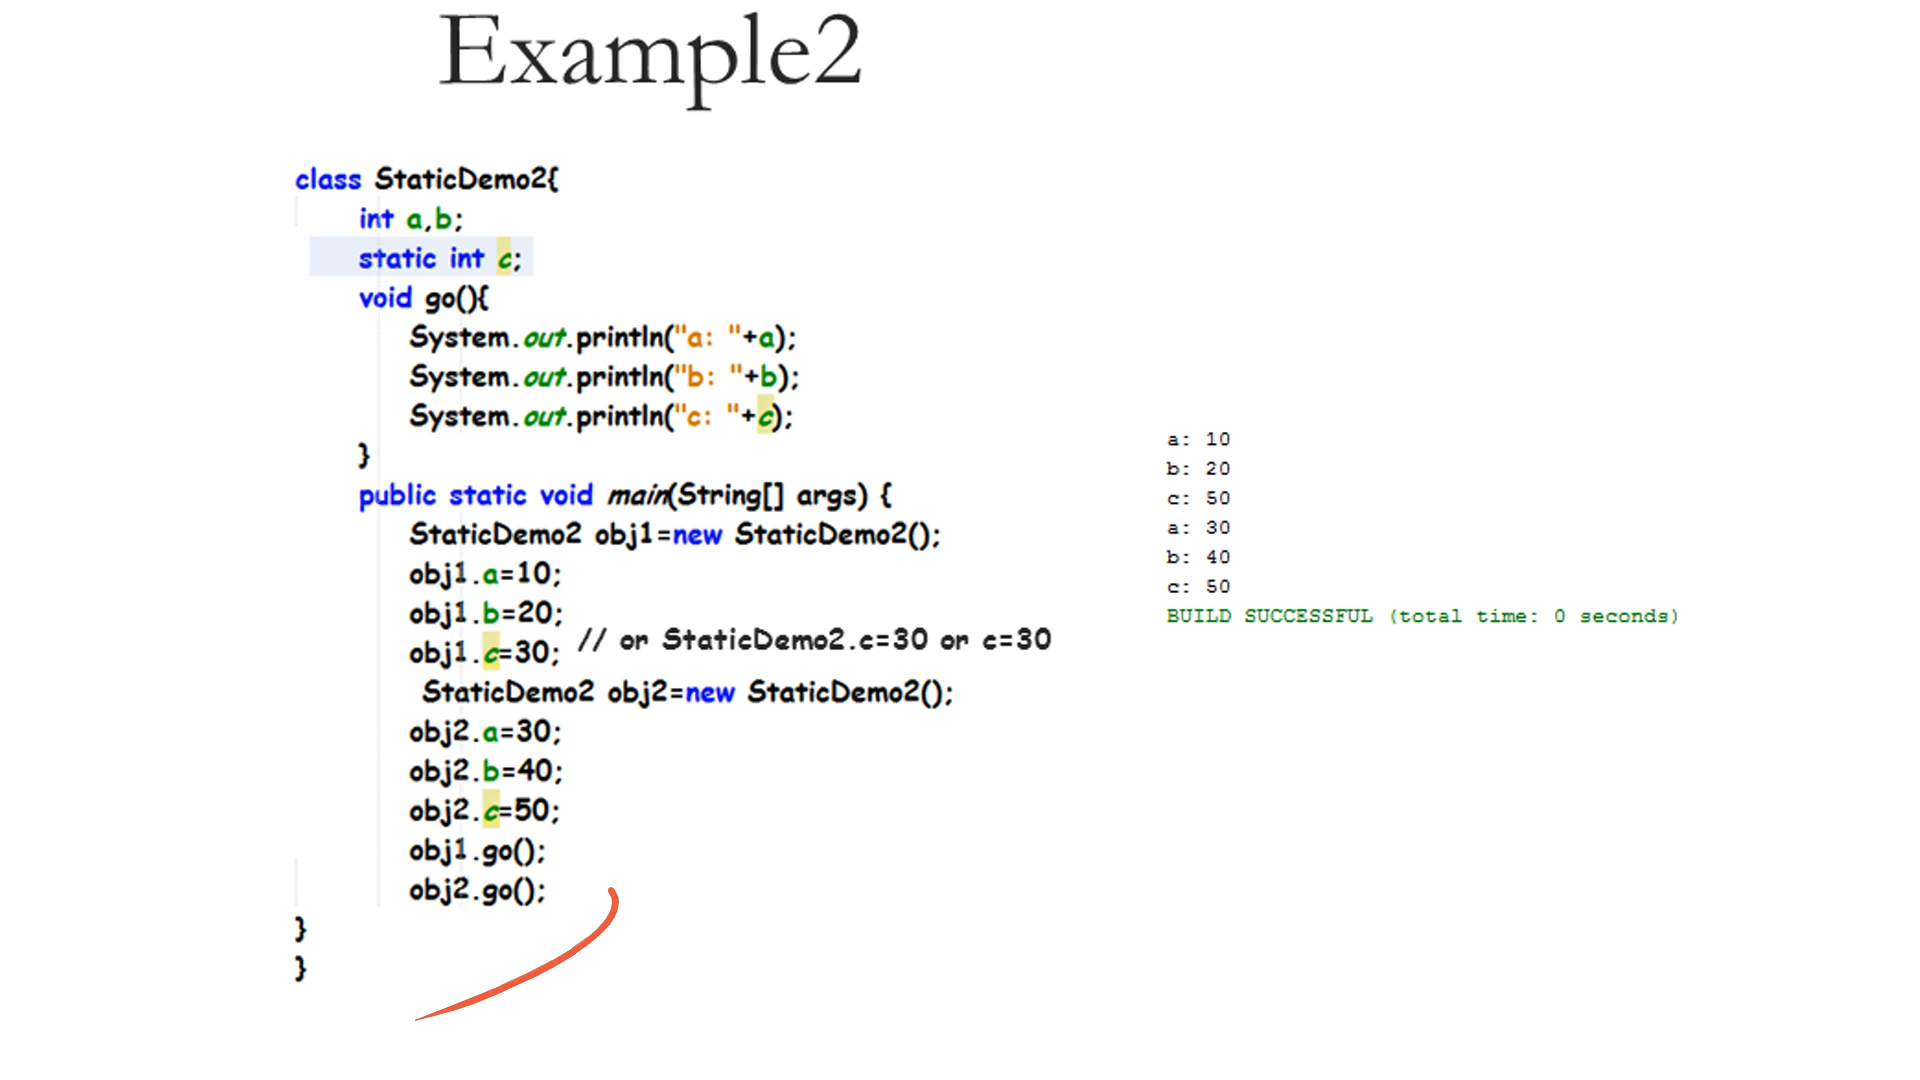 Example2
class StaticDemo2{
int a,b;
static int c;
void go(){
System.out.println("a: "+a);
System.out.println("b: "+b);
System.out.println("c: "+c);
}
public static void main(String[] args) {
StaticDemo2 obj1=new StaticDemo2();
obj1.a=10;
obj1.b=20;
obj1.c=30; // or StaticDemo2.c=30 or c=30
StaticDemo2 obj2=new StaticDemo2();
obj2.a=30;
obj2.b=40;
obj2.c=50;
obj1.go();
obj2.go();
}
}
a: 10
b: 20
c: 50
a: 30
b: 40
c: 50
BUILD SUCCESSFUL (total time: 0 seconds)